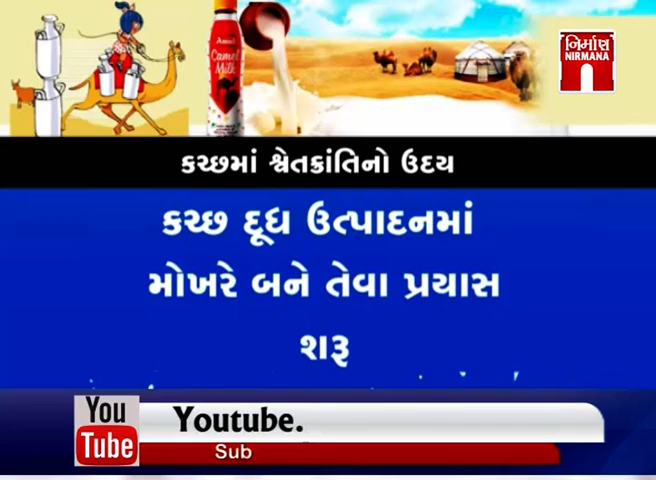 Amul
Camel
Milk
નિર્માણ
NIRMANA
કચ્છમાં શ્વેતક્રાંતિનો ઉદય
કચ્છ દૂધ ઉત્પાદનમાં
મોખરે બને તેવા પ્રયાસ
શરૂ
You
Tube
Youtube.
Sub